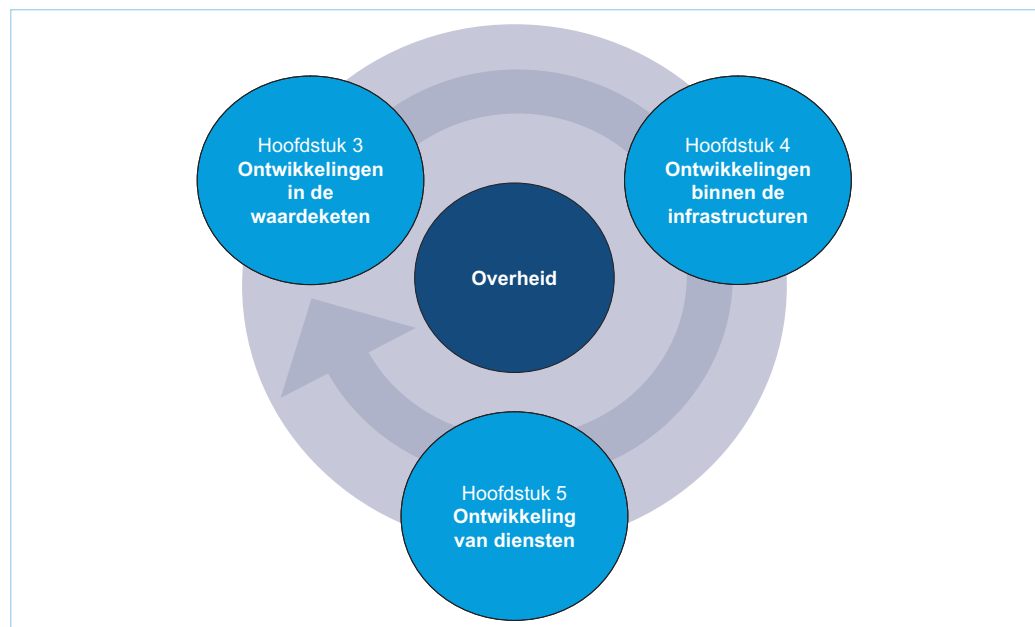 Hoofdstuk 3
Ontwikkelingen
in de
waardeketen
Hoofdstuk 4
Ontwikkelingen
binnen de
infrastructuren
Overheid
Hoofdstuk 5
Ontwikkeling
van diensten